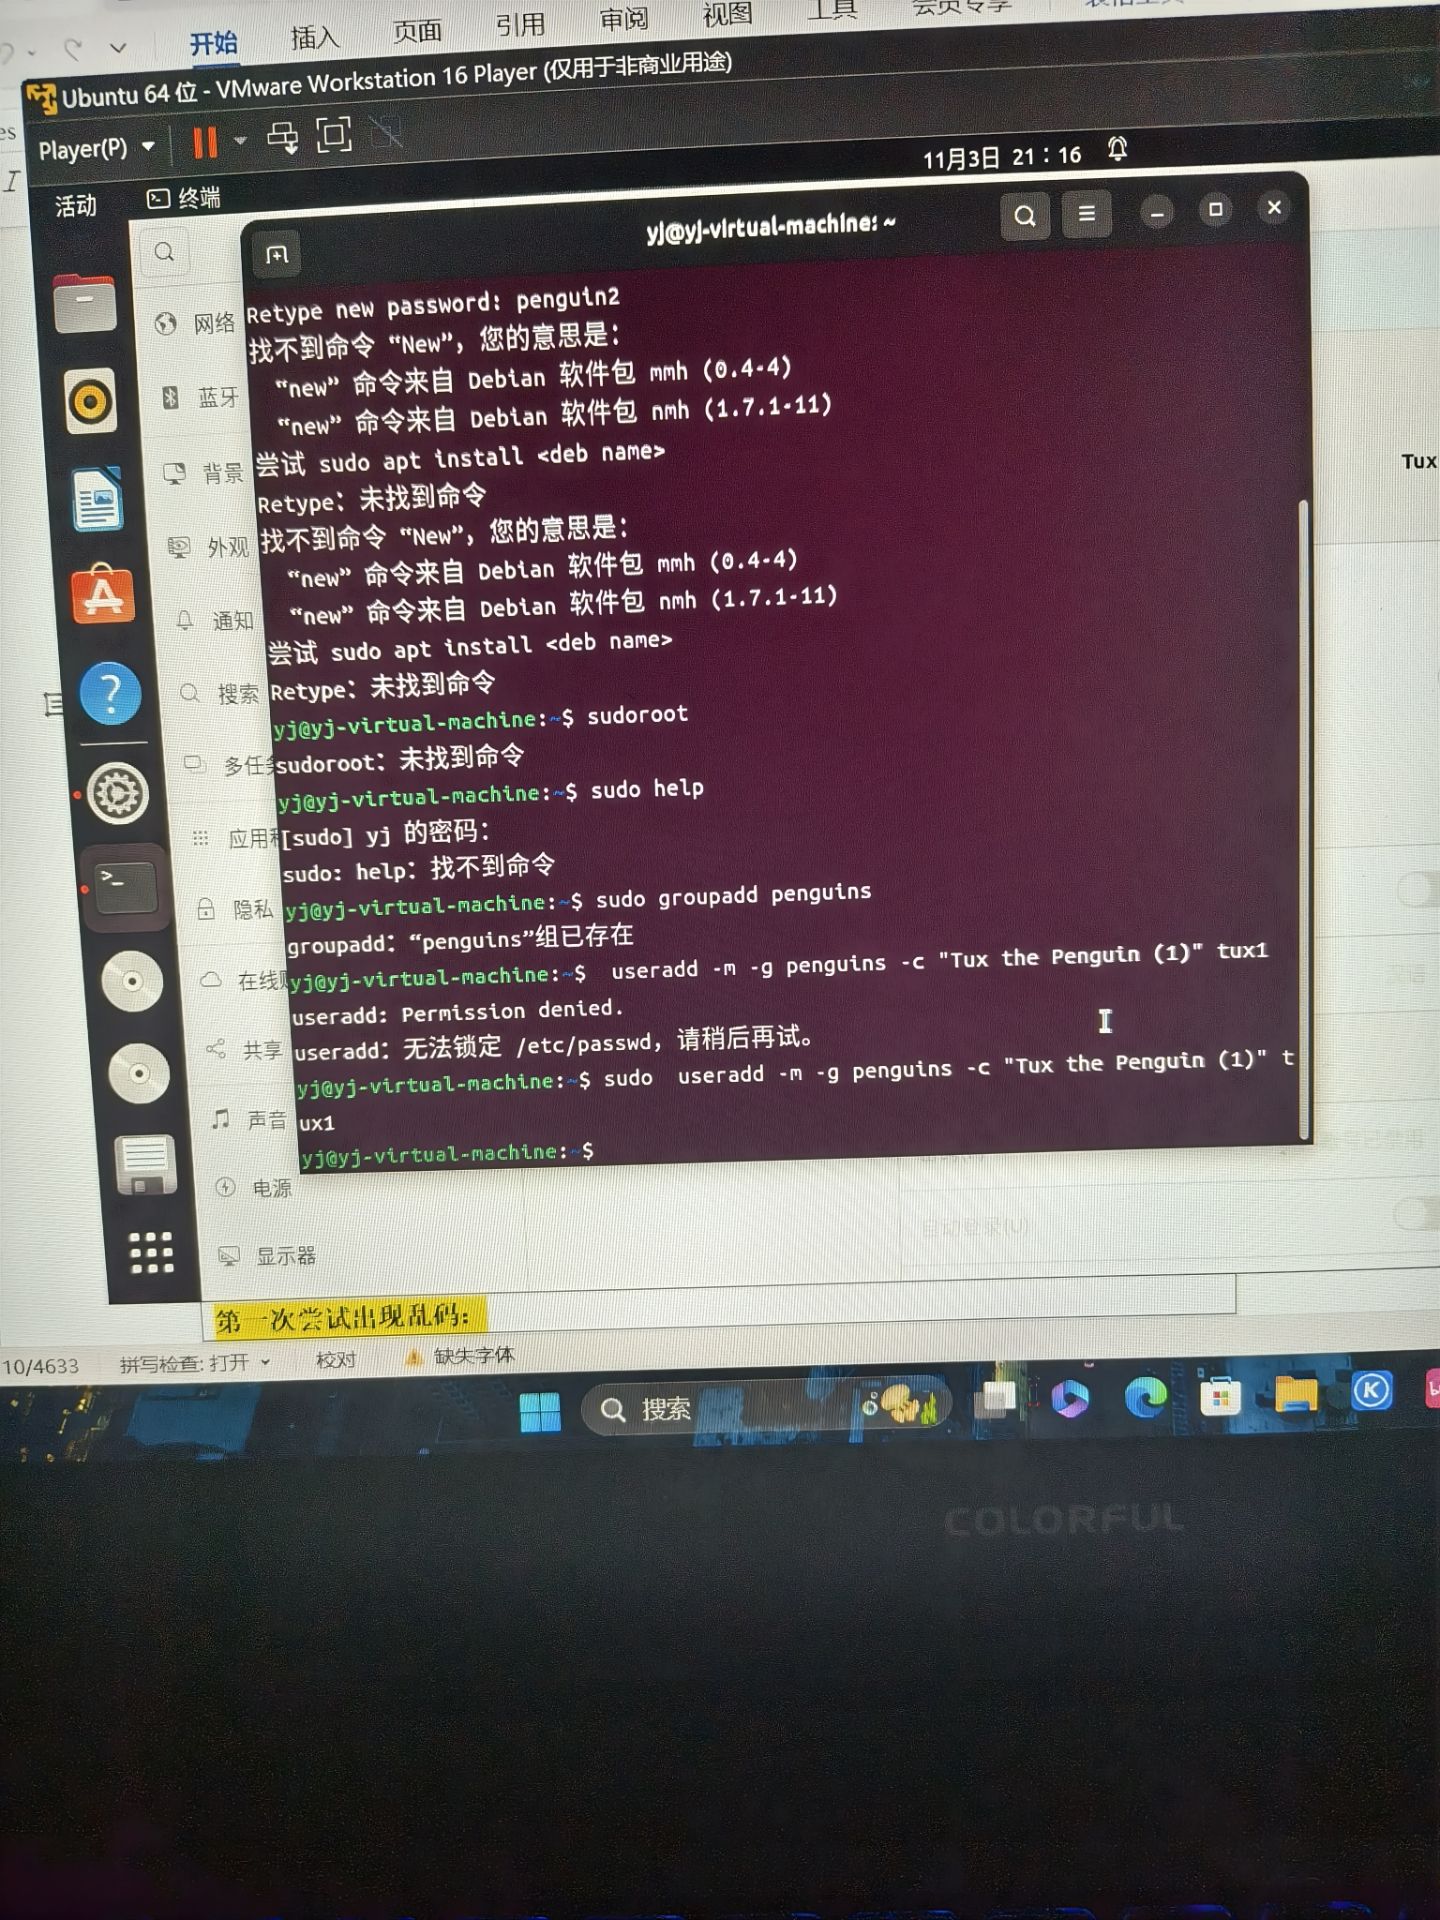 开始 插入 页面 引用 审阅 视图 工具 会员专享
Ubuntu 64 位 - VMware Workstation 16 Player (仅用于非商业用途)
Player(P)
11月3日 21：16
活动
终端
yj@yj-virtual-machine: ~
网络
蓝牙
背景
外观
通知
搜索
多任务
隐私
共享
声音
电源
显示器
Tux
Retype new password: penguin2
找不到命令 “New”，您的意思是：
“new” 命令来自 Debian 软件包 mmh (0.4-4)
“new” 命令来自 Debian 软件包 nmh (1.7.1-11)
尝试 sudo apt install <deb name>
Retype：未找到命令
找不到命令 “New”，您的意思是：
“new” 命令来自 Debian 软件包 mmh (0.4-4)
“new” 命令来自 Debian 软件包 nmh (1.7.1-11)
尝试 sudo apt install <deb name>
Retype：未找到命令
yj@yj-virtual-machine:~$ sudoroot
sudoroot：未找到命令
yj@yj-virtual-machine:~$ sudo help
[sudo] yj 的密码：
sudo: help：找不到命令
yj@yj-virtual-machine:~$ sudo groupadd penguins
groupadd：“penguins”组已存在
yj@yj-virtual-machine:~$  useradd -m -g penguins -c "Tux the Penguin (1)" tux1
useradd: Permission denied.
useradd：无法锁定 /etc/passwd，请稍后再试。
yj@yj-virtual-machine:~$ sudo  useradd -m -g penguins -c "Tux the Penguin (1)" t
ux1
yj@yj-virtual-machine:~$
自动登录(U)
第一次尝试出现乱码：
10/4633 拼写检查: 打开 校对 缺失字体
搜索
COLORFUL